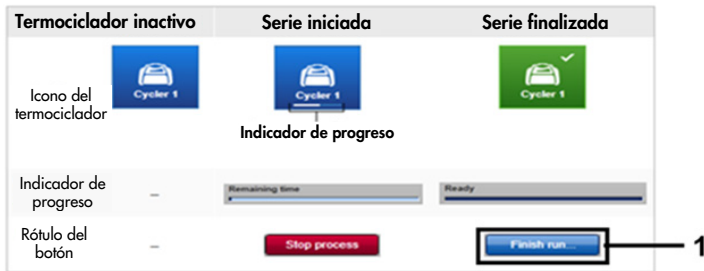 Termociclador inactivo Serie iniciada Serie finalizada
Icono del
termociclador
Cycler 1 Cycler 1 Cycler 1
Indicador de progreso
Indicador de
progreso
– Remaining time Ready
Rótulo del
botón
– Stop process Finish run... 1